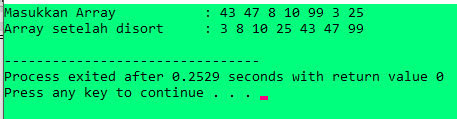 Masukkan Array          : 43 47 8 10 99 3 25
Array setelah disort    : 3 8 10 25 43 47 99
--------------------------------
Process exited after 0.2529 seconds with return value 0
Press any key to continue . . .